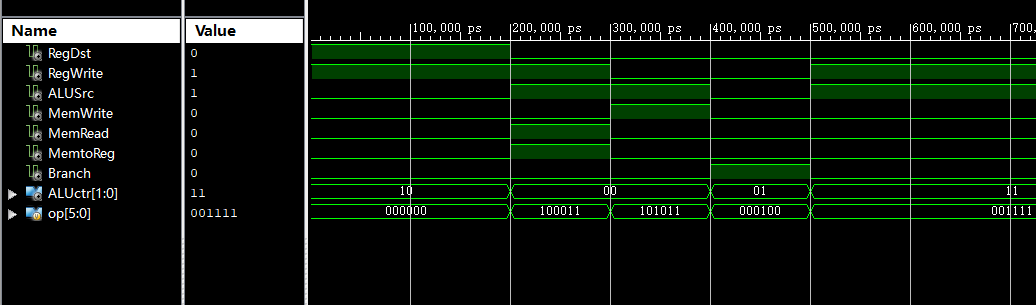 Name Value 100,000 ps 200,000 ps 300,000 ps 400,000 ps 500,000 ps 600,000 ps 700,
RegDst 0
RegWrite 1
ALUSrc 1
MemWrite 0
MemRead 0
MemtoReg 0
Branch 0
ALUctr[1:0] 11 10 00 01 11
op[5:0] 001111 000000 100011 101011 000100 001111